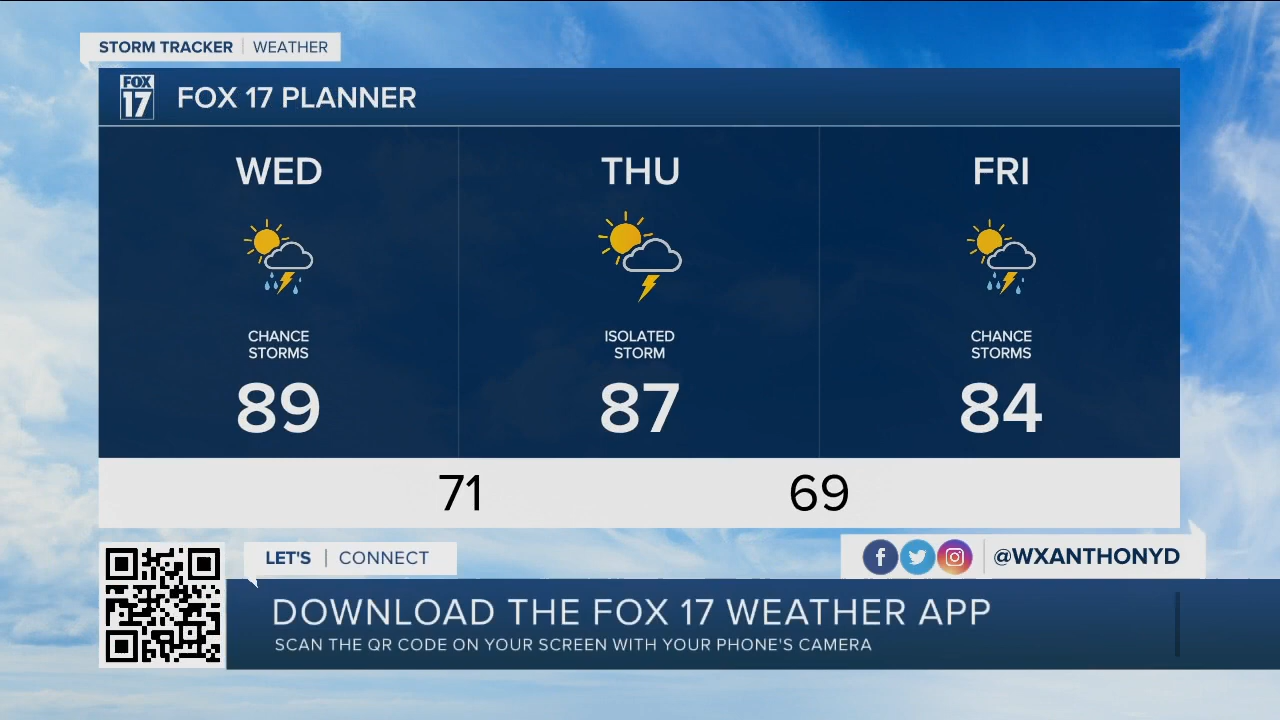 STORM TRACKER | WEATHER
FOX 17
FOX 17 PLANNER
WED THU FRI
CHANCE STORMS
ISOLATED STORM
CHANCE STORMS
89 87 84
71 69
LET'S | CONNECT
@WXANTHONYD
DOWNLOAD THE FOX 17 WEATHER APP
SCAN THE QR CODE ON YOUR SCREEN WITH YOUR PHONE'S CAMERA